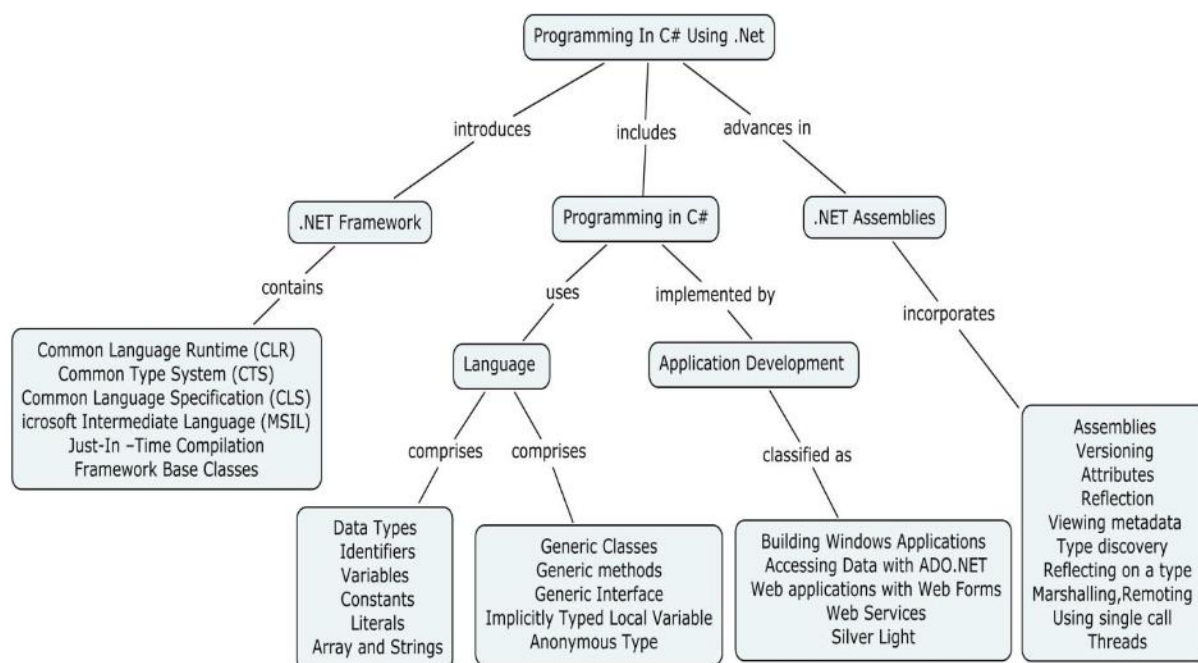 Programming In C# Using .Net
introduces
includes
advances in
.NET Framework
Programming in C#
.NET Assemblies
contains
uses
implemented by
incorporates
Common Language Runtime (CLR)
Common Type System (CTS)
Common Language Specification (CLS)
icrosoft Intermediate Language (MSIL)
Just-In –Time Compilation
Framework Base Classes
Language
Application Development
comprises
comprises
classified as
Data Types
Identifiers
Variables
Constants
Literals
Array and Strings
Generic Classes
Generic methods
Generic Interface
Implicitly Typed Local Variable
Anonymous Type
Building Windows Applications
Accessing Data with ADO.NET
Web applications with Web Forms
Web Services
Silver Light
Assemblies
Versioning
Attributes
Reflection
Viewing metadata
Type discovery
Reflecting on a type
Marshalling,Remoting
Using single call
Threads